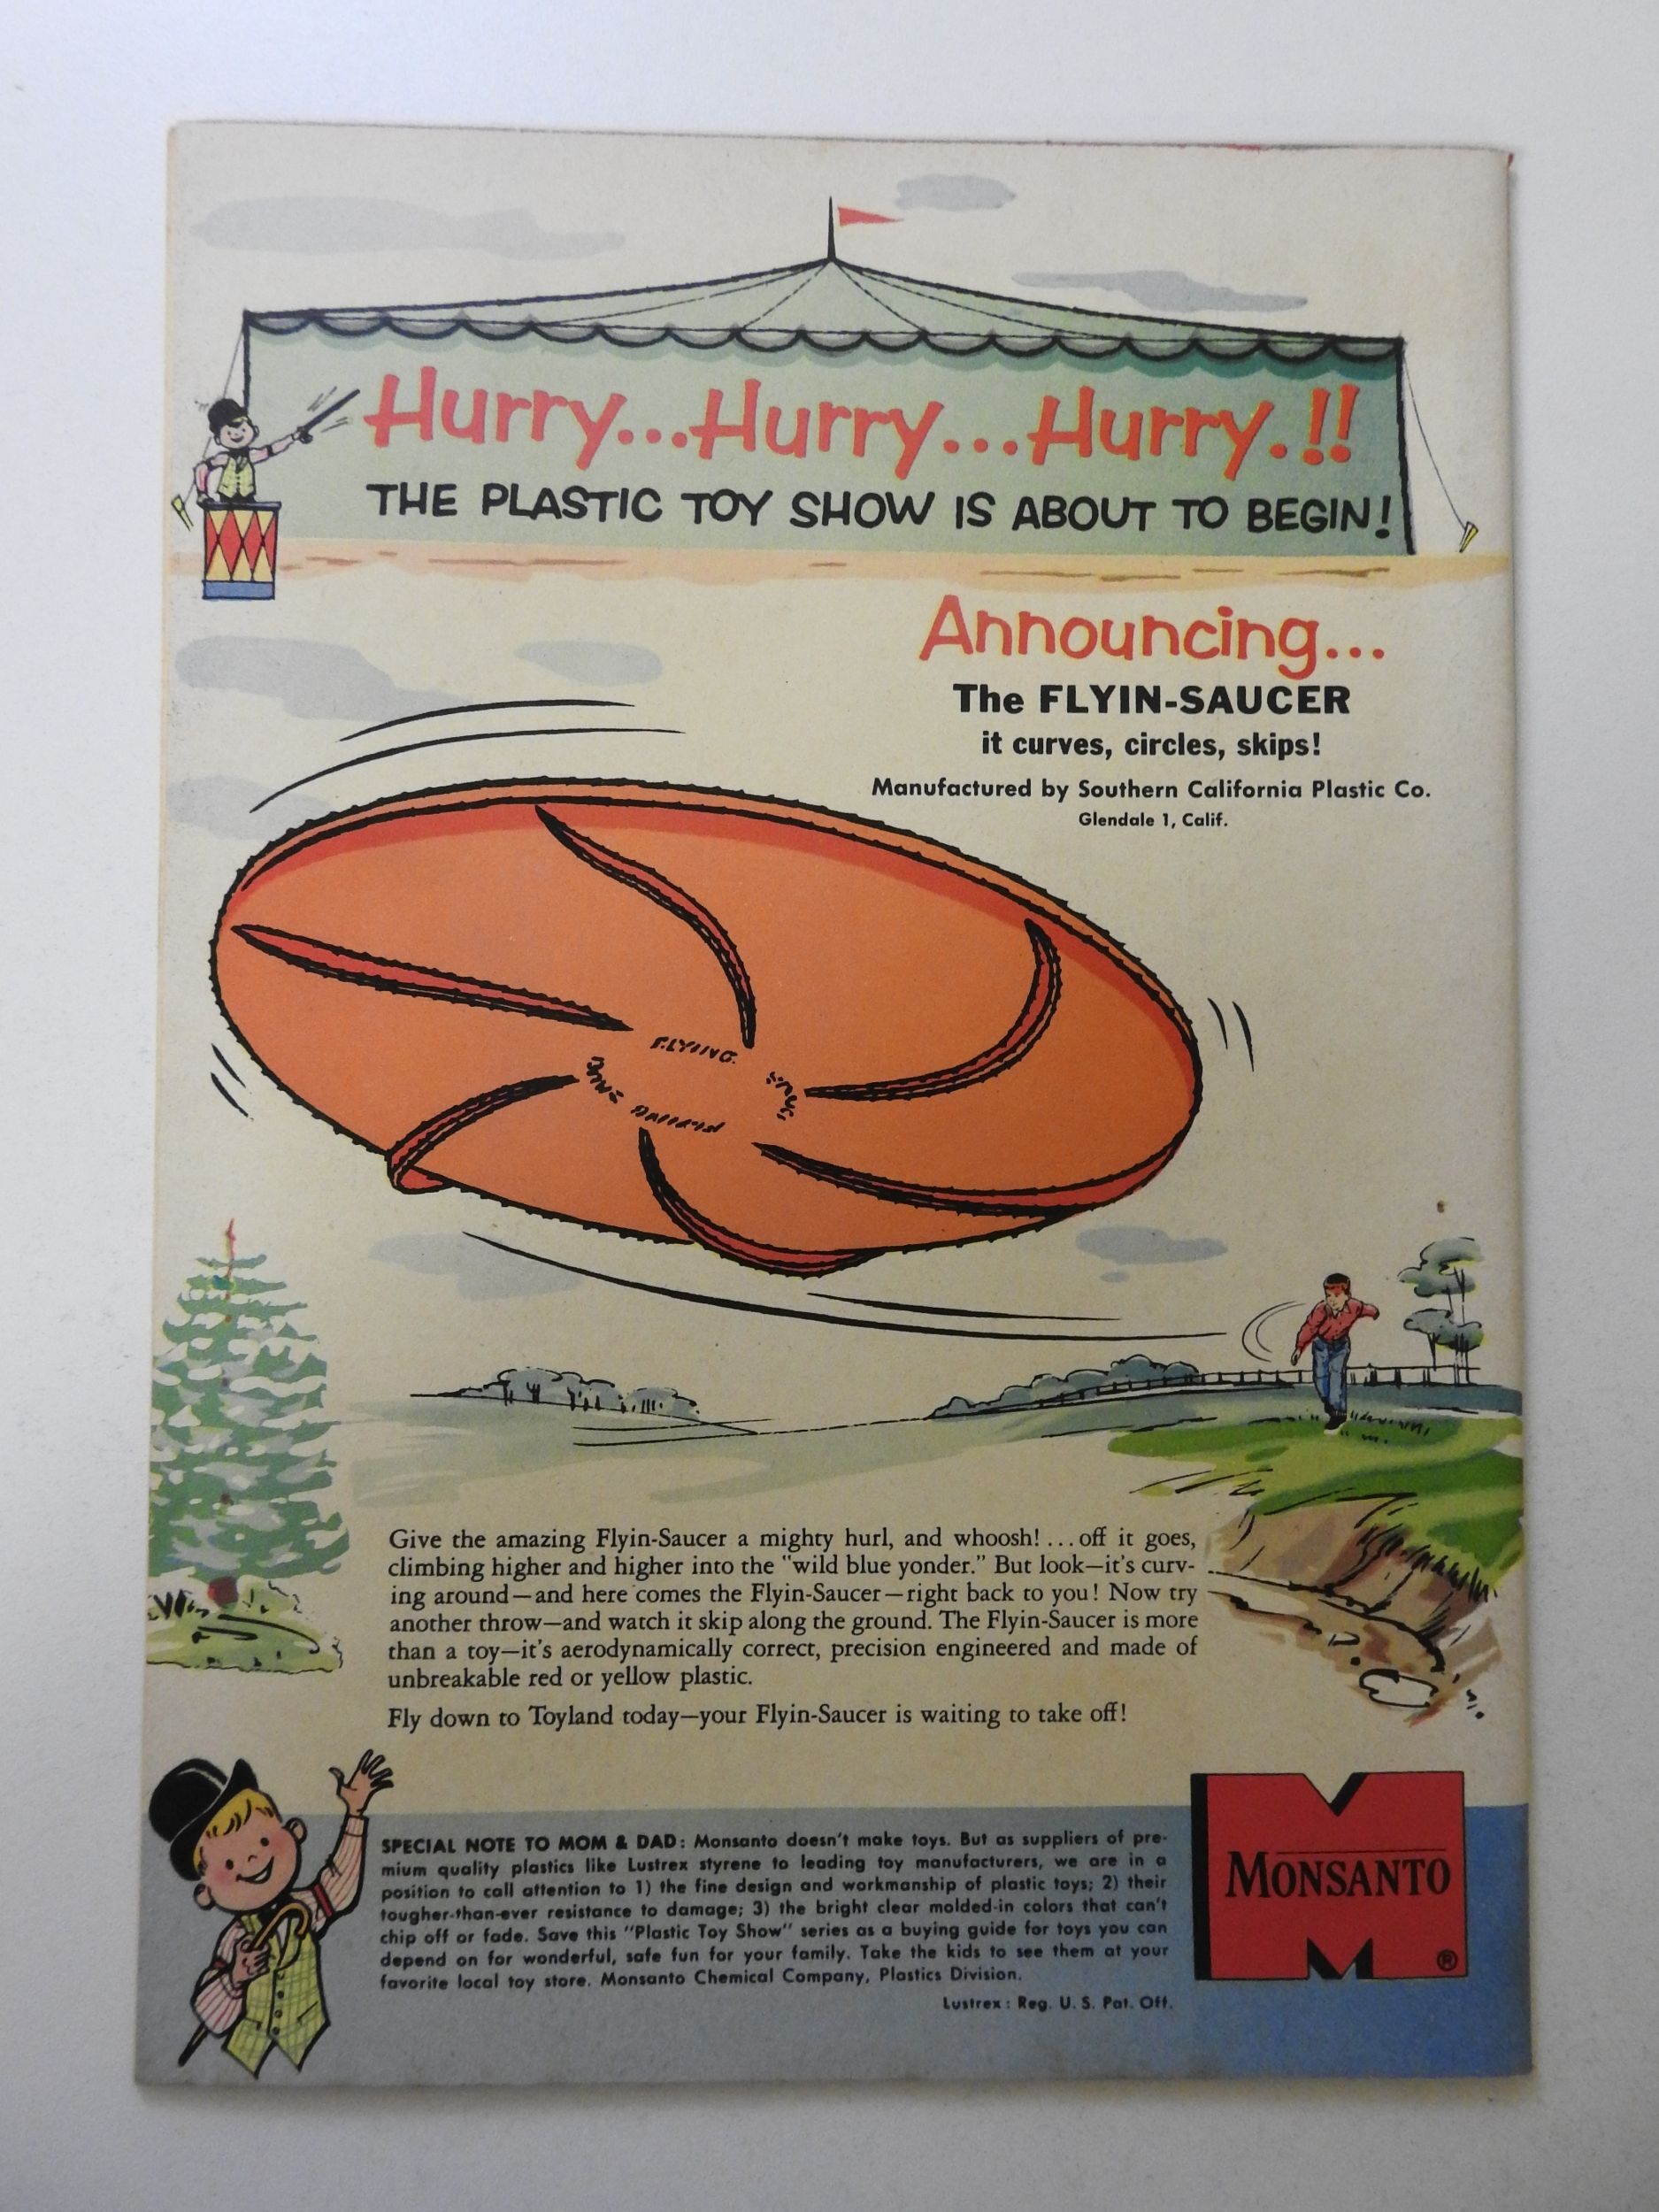 Hurry...Hurry...Hurry.!!
THE PLASTIC TOY SHOW IS ABOUT TO BEGIN!
Announcing...
The FLYIN-SAUCER
it curves, circles, skips!
Manufactured by Southern California Plastic Co.
Glendale 1, Calif.
FLYING
Give the amazing Flyin-Saucer a mighty hurl, and whoosh! ... off it goes,
climbing higher and higher into the "wild blue yonder." But look—it's curv-
ing around—and here comes the Flyin-Saucer—right back to you! Now try
another throw—and watch it skip along the ground. The Flyin-Saucer is more
than a toy—it's aerodynamically correct, precision engineered and made of
unbreakable red or yellow plastic.
Fly down to Toyland today—your Flyin-Saucer is waiting to take off!
SPECIAL NOTE TO MOM & DAD: Monsanto doesn't make toys. But as suppliers of pre-
mium quality plastics like Lustrex styrene to leading toy manufacturers, we are in a
position to call attention to 1) the fine design and workmanship of plastic toys; 2) their
tougher-than-ever resistance to damage; 3) the bright clear molded-in colors that can't
chip off or fade. Save this "Plastic Toy Show" series as a buying guide for toys you can
depend on for wonderful, safe fun for your family. Take the kids to see them at your
favorite local toy store. Monsanto Chemical Company, Plastics Division.
Lustrex: Reg. U. S. Pat. Off.
MONSANTO
®